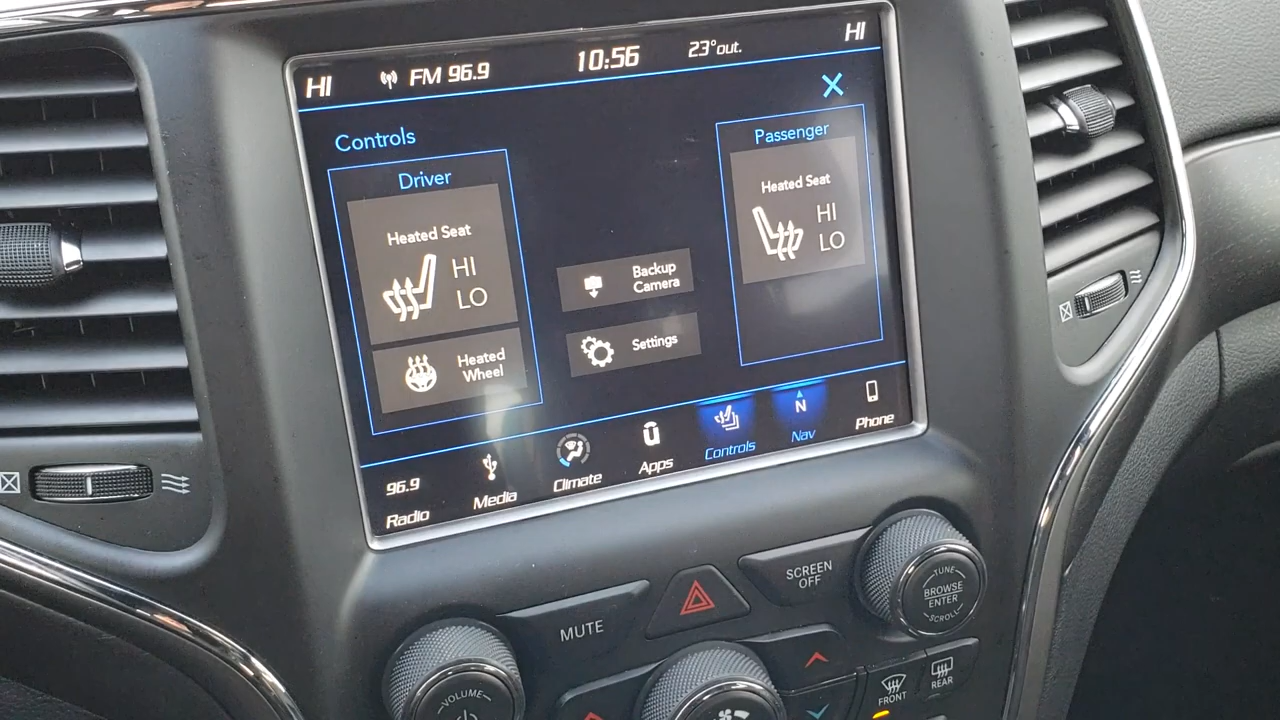 HI FM 96.9 10:56 23°out. HI
Controls
Driver
Heated Seat
HI
LO
Heated
Wheel
Backup
Camera
Settings
Passenger
Heated Seat
HI
LO
96.9
Radio
Media
Climate
Apps
Controls
N
Nav
Phone
MUTE
SCREEN
OFF
TUNE
BROWSE
ENTER
SCROLL
VOLUME
FRONT
REAR